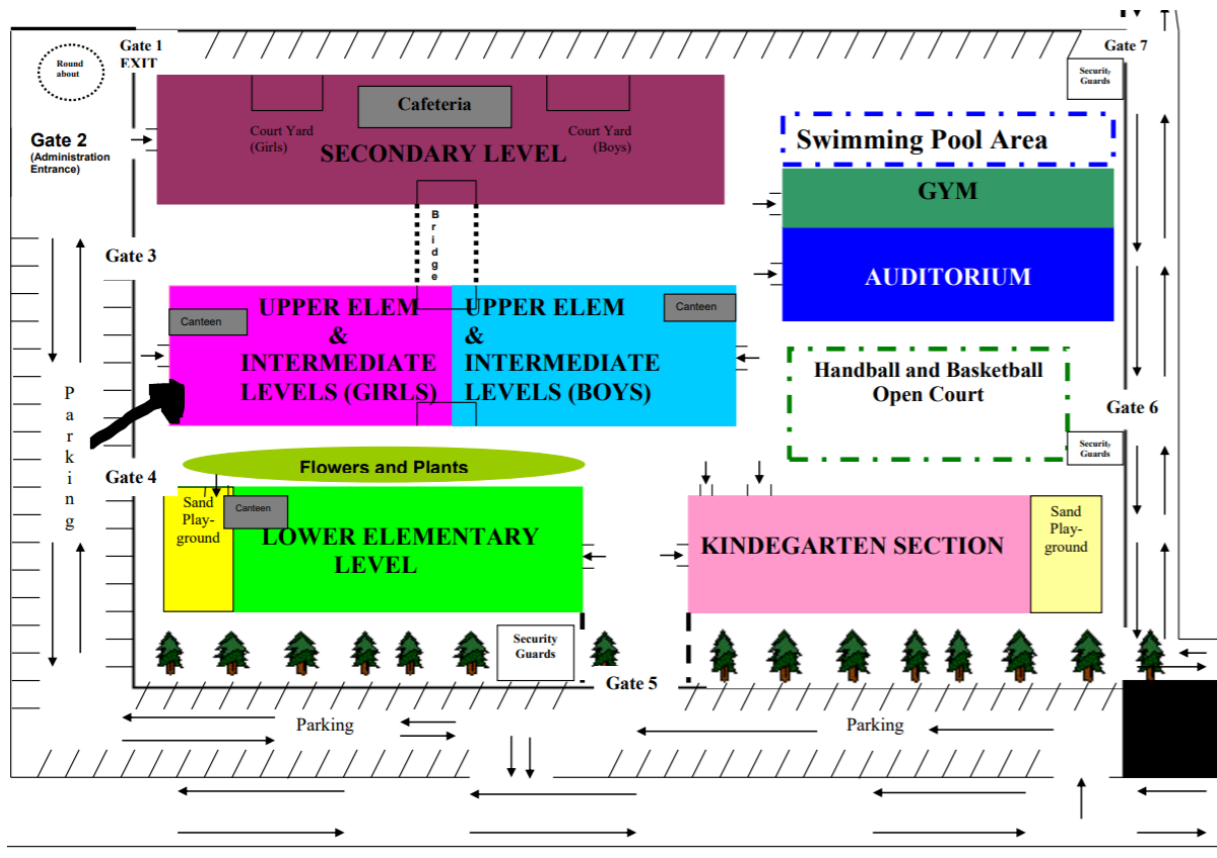 Gate 1
EXIT
Round
about
Gate 7
Security
Guards
Cafeteria
Court Yard
(Girls)
Court Yard
(Boys)
SECONDARY LEVEL
Gate 2
(Administration
Entrance)
Swimming Pool Area
GYM
AUDITORIUM
Bridge
Gate 3
Canteen
UPPER ELEM
&
INTERMEDIATE
LEVELS (GIRLS)
UPPER ELEM
&
INTERMEDIATE
LEVELS (BOYS)
Canteen
Handball and Basketball
Open Court
Gate 6
Security
Guards
Parking
Gate 4
Flowers and Plants
Sand
Play-
ground
Canteen
LOWER ELEMENTARY
LEVEL
KINDEGARTEN SECTION
Sand
Play-
ground
Security
Guards
Gate 5
Parking
Parking